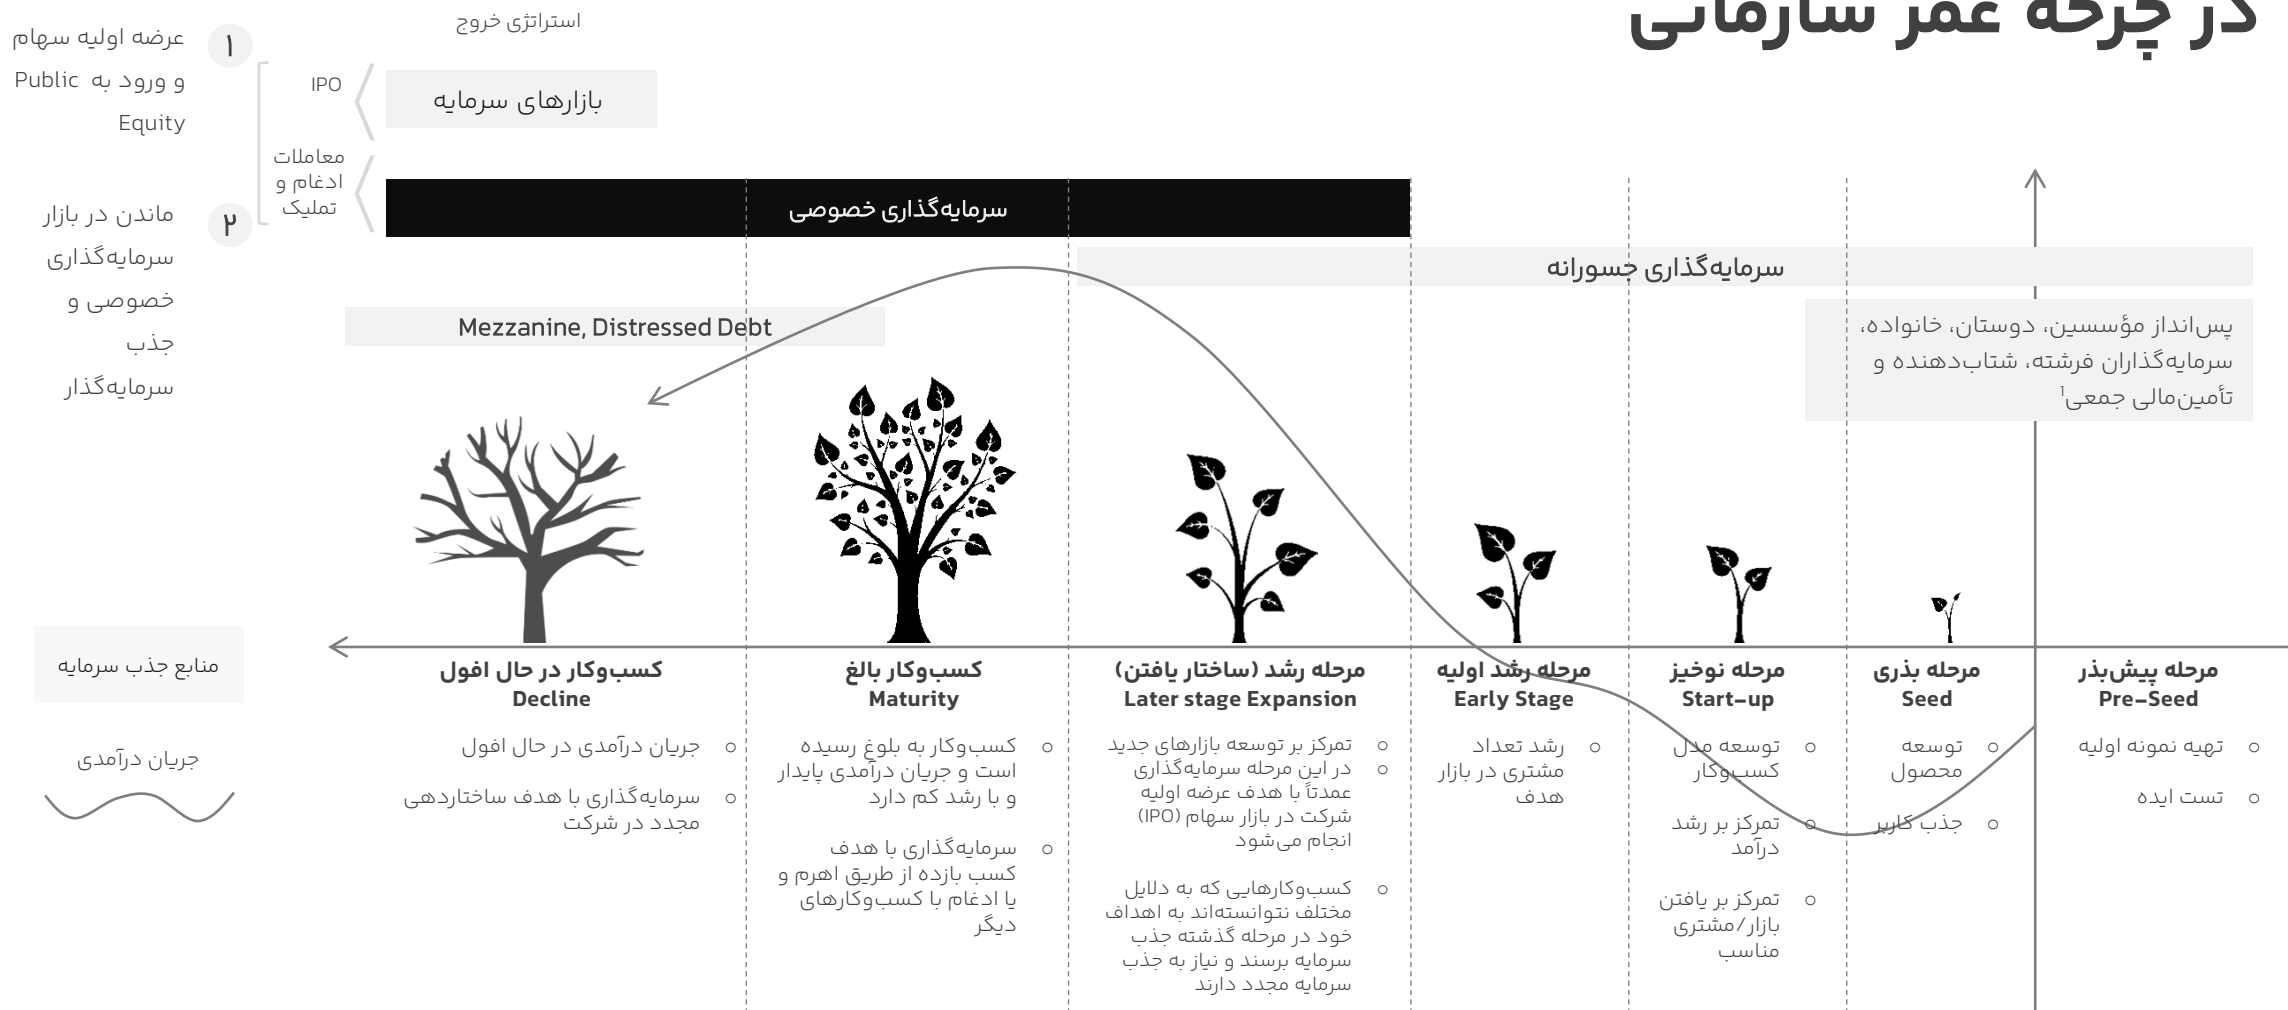 در چرخه عمر سازمانی
استراتژی خروج
بازارهای سرمایه
IPO
معاملات
ادغام و
تملیک
۱
عرضه اولیه سهام
و ورود به Public
Equity
۲
ماندن در بازار
سرمایه‌گذاری
خصوصی و
جذب
سرمایه‌گذار
سرمایه‌گذاری خصوصی
سرمایه‌گذاری جسورانه
Mezzanine, Distressed Debt
پس‌انداز مؤسسین، دوستان، خانواده،
سرمایه‌گذاران فرشته، شتاب‌دهنده و
تأمین‌مالی جمعی¹
مرحله پیش‌بذر
Pre-Seed
○ تهیه نمونه اولیه
○ تست ایده
مرحله بذری
Seed
○ توسعه
محصول
○ جذب کاربر
مرحله نوخیز
Start-up
○ توسعه مدل
کسب‌وکار
○ تمرکز بر رشد
درآمد
○ تمرکز بر یافتن
بازار/مشتری
مناسب
مرحله رشد اولیه
Early Stage
○ رشد تعداد
مشتری در بازار
هدف
مرحله رشد (ساختار یافتن)
Later stage Expansion
○ تمرکز بر توسعه بازارهای جدید
○ در این مرحله سرمایه‌گذاری
عمدتاً با هدف عرضه اولیه
شرکت در بازار سهام (IPO)
انجام می‌شود
○ کسب‌وکارهایی که به دلایل
مختلف نتوانسته‌اند به اهداف
خود در مرحله گذشته جذب
سرمایه برسند و نیاز به جذب
سرمایه مجدد دارند
کسب‌وکار بالغ
Maturity
○ کسب‌وکار به بلوغ رسیده
است و جریان درآمدی پایدار
و با رشد کم دارد
○ سرمایه‌گذاری با هدف
کسب بازده از طریق اهرم و
یا ادغام با کسب‌وکارهای
دیگر
کسب‌وکار در حال افول
Decline
○ جریان درآمدی در حال افول
○ سرمایه‌گذاری با هدف ساختاردهی
مجدد در شرکت
منابع جذب سرمایه
جریان درآمدی